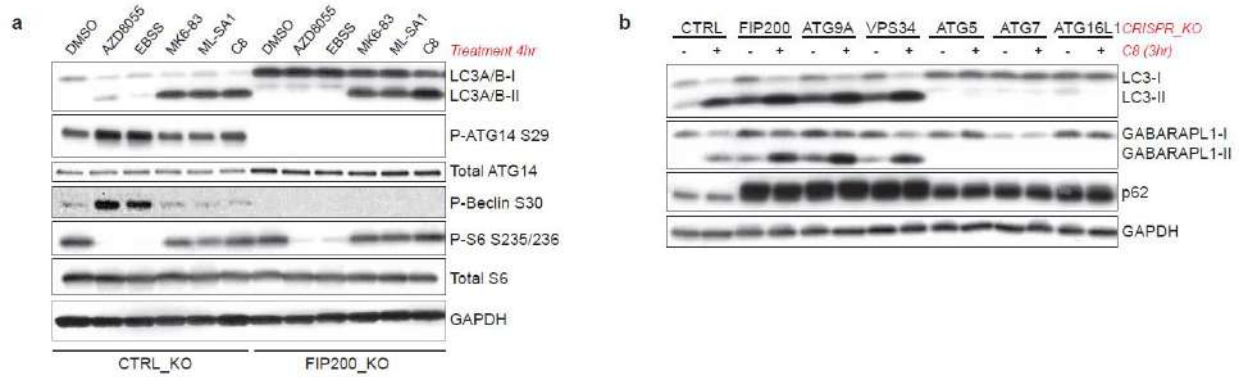 a
DMSO AZD8055 EBSS MK6-83 ML-SA1 C8 DMSO AZD8055 EBSS MK6-83 ML-SA1 C8
Treatment 4hr
LC3A/B-I
LC3A/B-II
P-ATG14 S29
Total ATG14
P-Beclin S30
P-S6 S235/236
Total S6
GAPDH
CTRL_KO FIP200_KO
b
CTRL FIP200 ATG9A VPS34 ATG5 ATG7 ATG16L1 CRISPR_KO
- + - + - + - + - + - + - + C8 (3hr)
LC3-I
LC3-II
GABARAPL1-I
GABARAPL1-II
p62
GAPDH